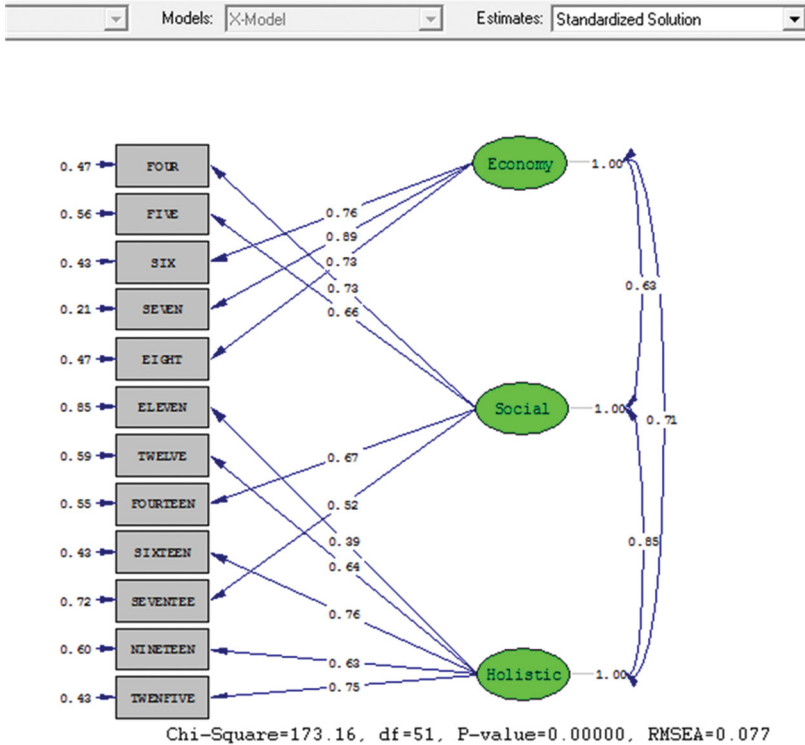 Models: X-Model Estimates: Standardized Solution
0.47 FOUR Economy 1.00
0.56 FIVE 0.76
0.89
0.43 SIX 0.73
0.73 0.63
0.21 SEVEN 0.66
0.47 EIGHT
0.85 ELEVEN Social 1.00 0.71
0.59 TWELVE 0.67
0.55 FOURTEEN 0.52
0.43 SIXTEEN 0.39 0.85
0.64
0.72 SEVENTEE 0.76
0.60 NINETEEN 0.63 Holistic 1.00
0.43 TWENFIVE 0.75
Chi-Square=173.16, df=51, P-value=0.00000, RMSEA=0.077